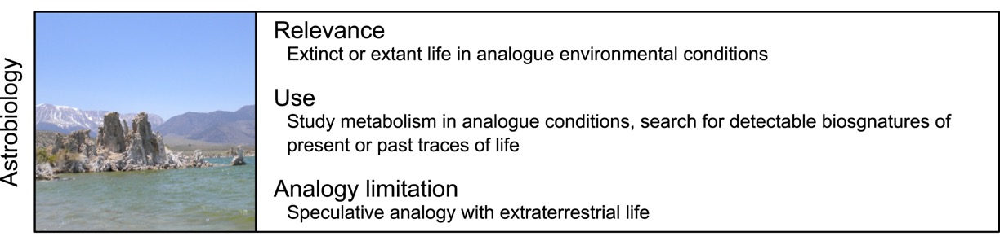 Astrobiology
Relevance
Extinct or extant life in analogue environmental conditions
Use
Study metabolism in analogue conditions, search for detectable biosgnatures of
present or past traces of life
Analogy limitation
Speculative analogy with extraterrestrial life